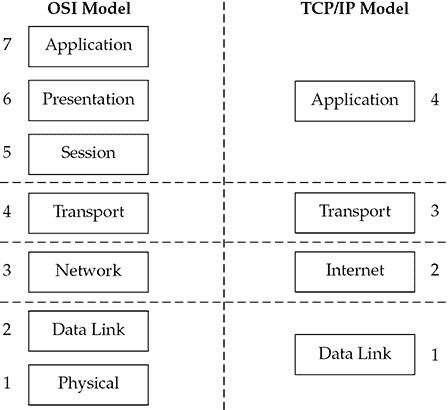 OSI Model TCP/IP Model
7 Application
6 Presentation Application 4
5 Session
4 Transport Transport 3
3 Network Internet 2
2 Data Link
Data Link 1
1 Physical